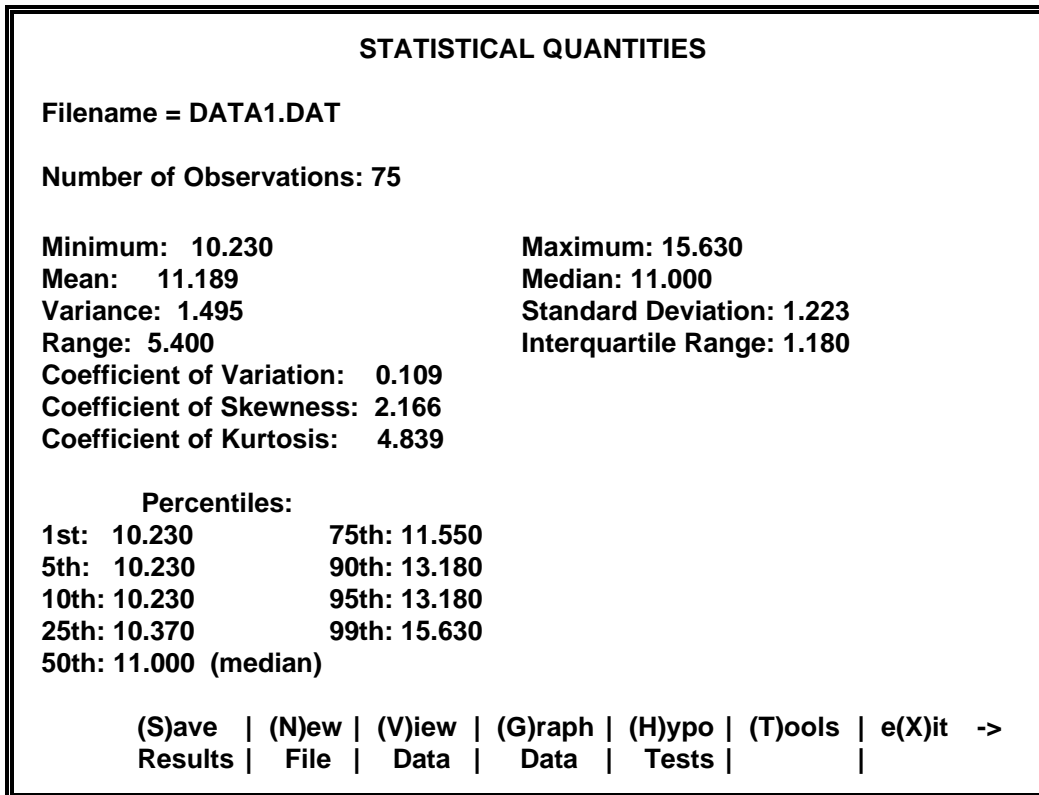 STATISTICAL QUANTITIES
Filename = DATA1.DAT
Number of Observations: 75
Minimum: 10.230 Maximum: 15.630
Mean: 11.189 Median: 11.000
Variance: 1.495 Standard Deviation: 1.223
Range: 5.400 Interquartile Range: 1.180
Coefficient of Variation: 0.109
Coefficient of Skewness: 2.166
Coefficient of Kurtosis: 4.839
Percentiles:
1st: 10.230 75th: 11.550
5th: 10.230 90th: 13.180
10th: 10.230 95th: 13.180
25th: 10.370 99th: 15.630
50th: 11.000 (median)
(S)ave | (N)ew | (V)iew | (G)raph | (H)ypo | (T)ools | e(X)it ->
Results | File | Data | Data | Tests | |